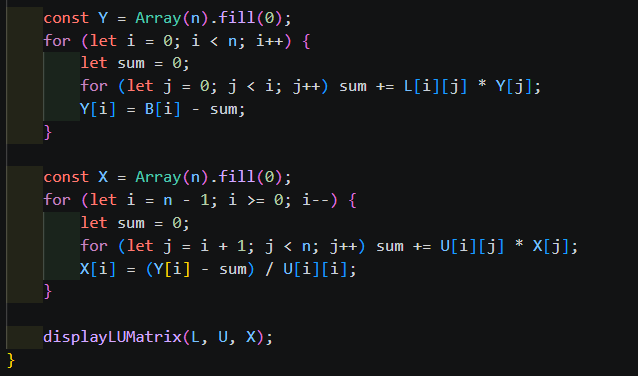 const Y = Array(n).fill(0);
for (let i = 0; i < n; i++) {
let sum = 0;
for (let j = 0; j < i; j++) sum += L[i][j] * Y[j];
Y[i] = B[i] - sum;
}
const X = Array(n).fill(0);
for (let i = n - 1; i >= 0; i--) {
let sum = 0;
for (let j = i + 1; j < n; j++) sum += U[i][j] * X[j];
X[i] = (Y[i] - sum) / U[i][i];
}
displayLUMatrix(L, U, X);
}